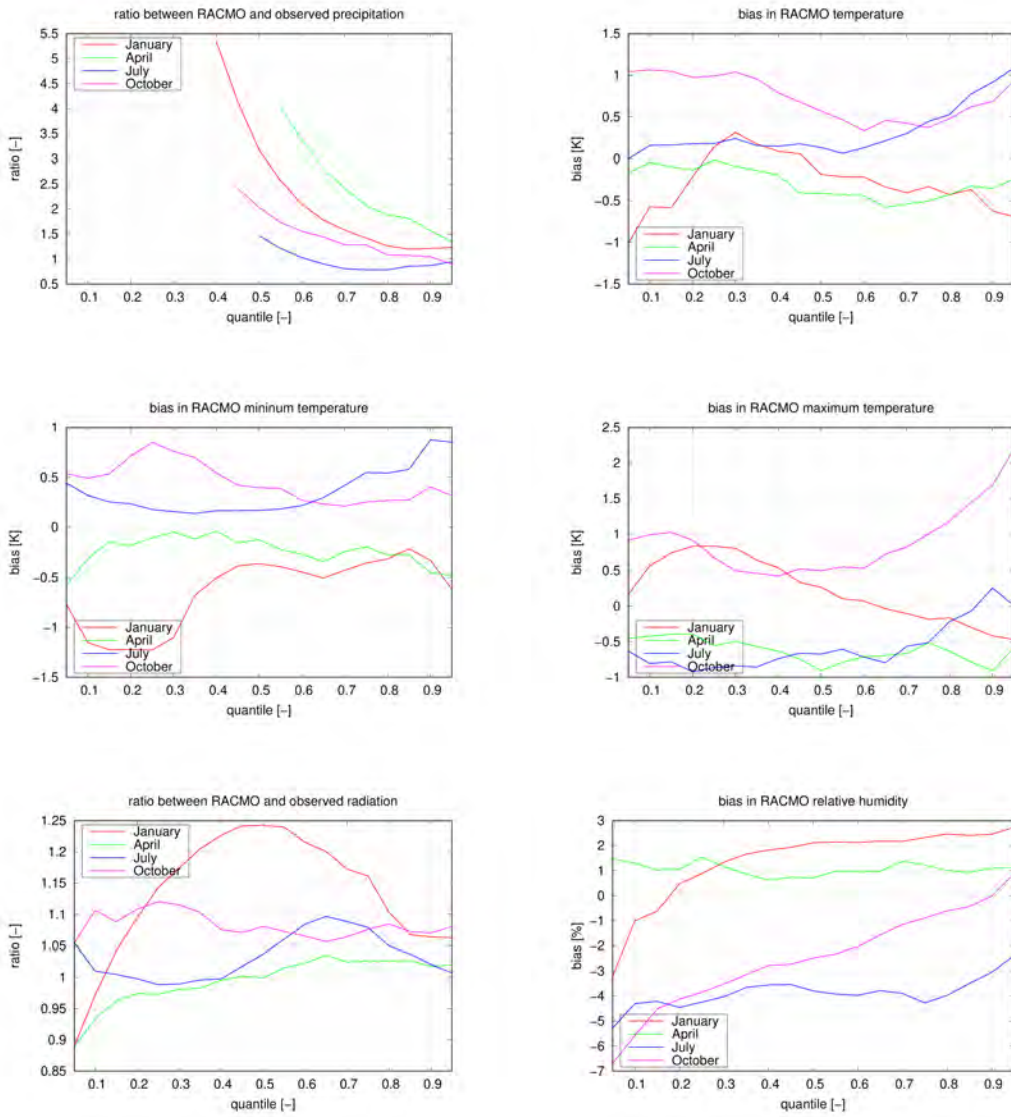 ratio between RACMO and observed precipitation
5.5
5
4.5
4
3.5
3
2.5
2
1.5
1
0.5
ratio [-]
January
April
July
October
0.1 0.2 0.3 0.4 0.5 0.6 0.7 0.8 0.9
quantile [-]
bias in RACMO temperature
1.5
1
0.5
0
-0.5
-1
-1.5
bias [K]
January
April
July
October
0.1 0.2 0.3 0.4 0.5 0.6 0.7 0.8 0.9
quantile [-]
bias in RACMO mininum temperature
1
0.5
0
-0.5
-1
-1.5
bias [K]
January
April
July
October
0.1 0.2 0.3 0.4 0.5 0.6 0.7 0.8 0.9
quantile [-]
bias in RACMO maximum temperature
2.5
2
1.5
1
0.5
0
-0.5
-1
bias [K]
January
April
July
October
0.1 0.2 0.3 0.4 0.5 0.6 0.7 0.8 0.9
quantile [-]
ratio between RACMO and observed radiation
1.25
1.2
1.15
1.1
1.05
1
0.95
0.9
0.85
ratio [-]
January
April
July
October
0.1 0.2 0.3 0.4 0.5 0.6 0.7 0.8 0.9
quantile [-]
bias in RACMO relative humidity
3
2
1
0
-1
-2
-3
-4
-5
-6
-7
bias [%]
January
April
July
October
0.1 0.2 0.3 0.4 0.5 0.6 0.7 0.8 0.9
quantile [-]